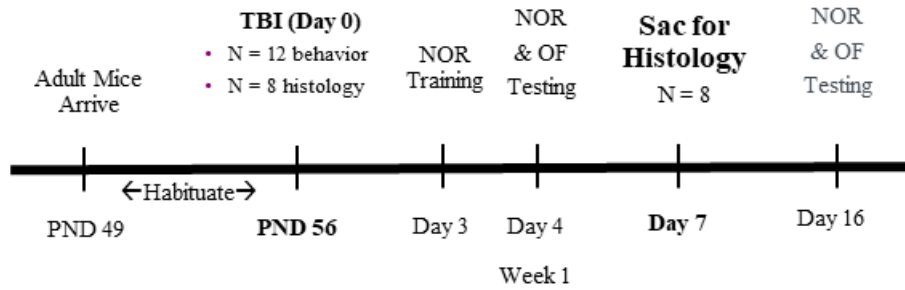 Adult Mice
Arrive
TBI (Day 0)
• N = 12 behavior
• N = 8 histology
NOR
Training
NOR
& OF
Testing
Sac for
Histology
N = 8
NOR
& OF
Testing
←Habituate→
PND 49
PND 56
Day 3
Day 4
Week 1
Day 7
Day 16